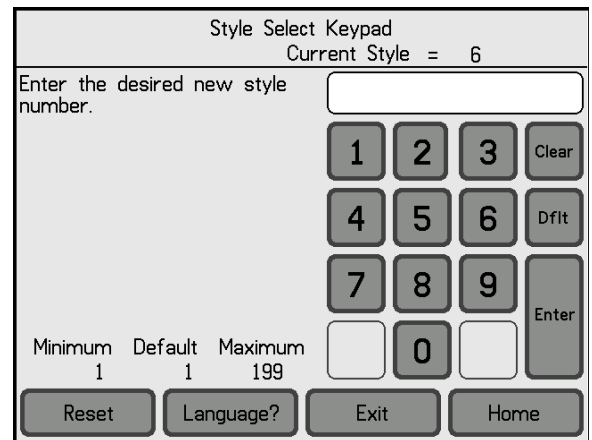 Style Select Keypad
Current Style = 6
Enter the desired new style
number.
1 2 3 Clear
4 5 6 Dflt
7 8 9
Enter
0
Minimum Default Maximum
1 1 199
Reset Language? Exit Home